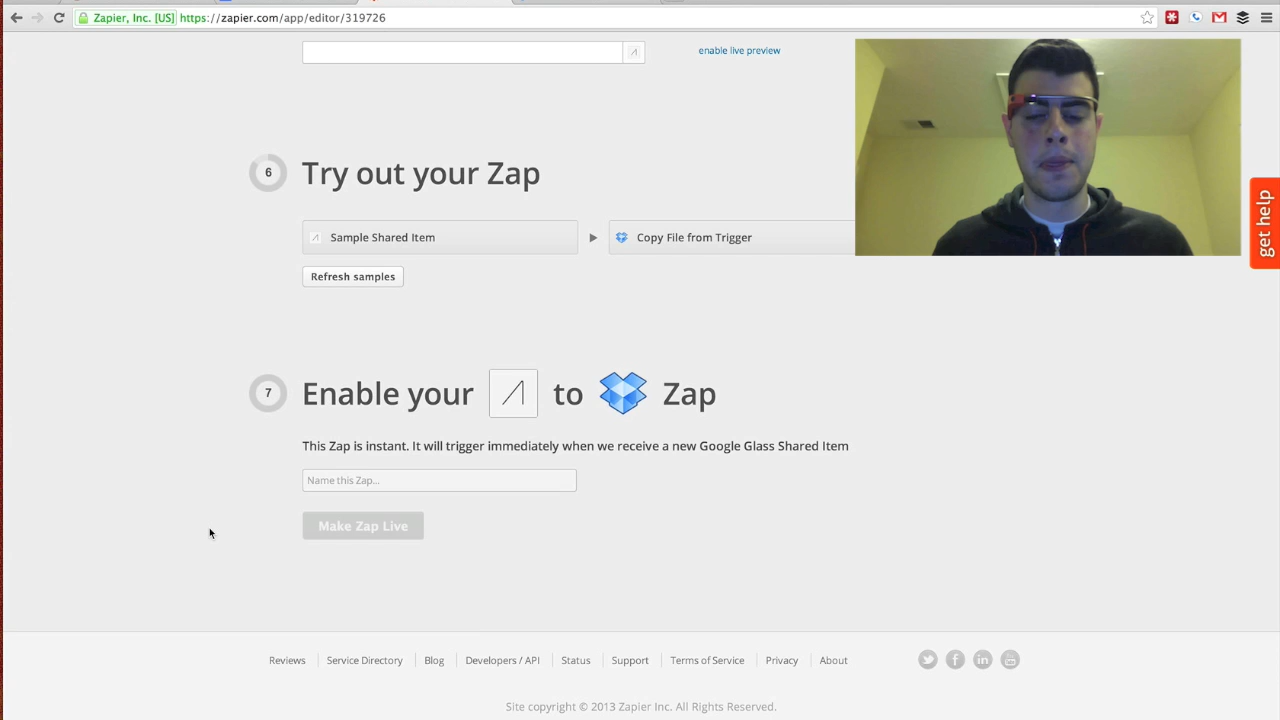 Zapier, Inc. [US] https://zapier.com/app/editor/319726
enable live preview
get help
6
Try out your Zap
Sample Shared Item
Copy File from Trigger
Refresh samples
7
Enable your to Zap
This Zap is instant. It will trigger immediately when we receive a new Google Glass Shared Item
Name this Zap...
Make Zap Live
Reviews Service Directory Blog Developers / API Status Support Terms of Service Privacy About
Site copyright © 2013 Zapier Inc. All Rights Reserved.